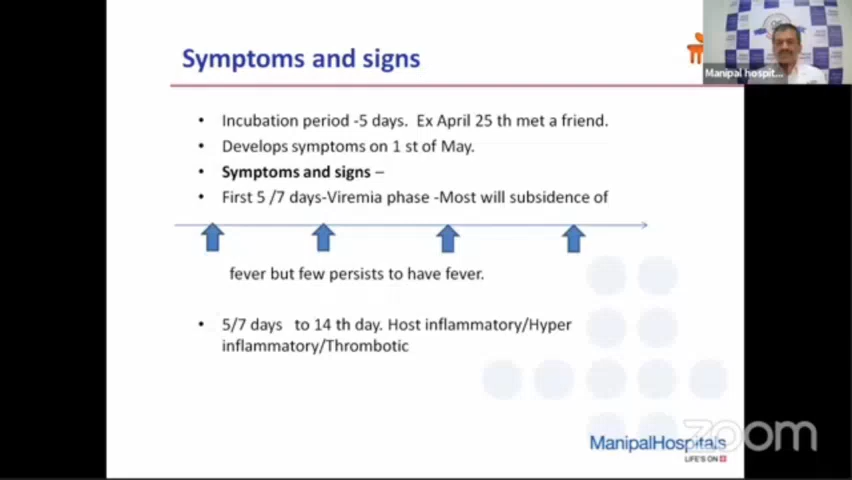 Symptoms and signs
Manipal hospit...
Incubation period -5 days.  Ex April 25 th met a friend.
Develops symptoms on 1 st of May.
Symptoms and signs –
First 5 /7 days-Viremia phase -Most will subsidence of
fever but few persists to have fever.
5/7 days  to 14 th day. Host inflammatory/Hyper
inflammatory/Thrombotic
ManipalHospitals
LIFE'S ON
zoom